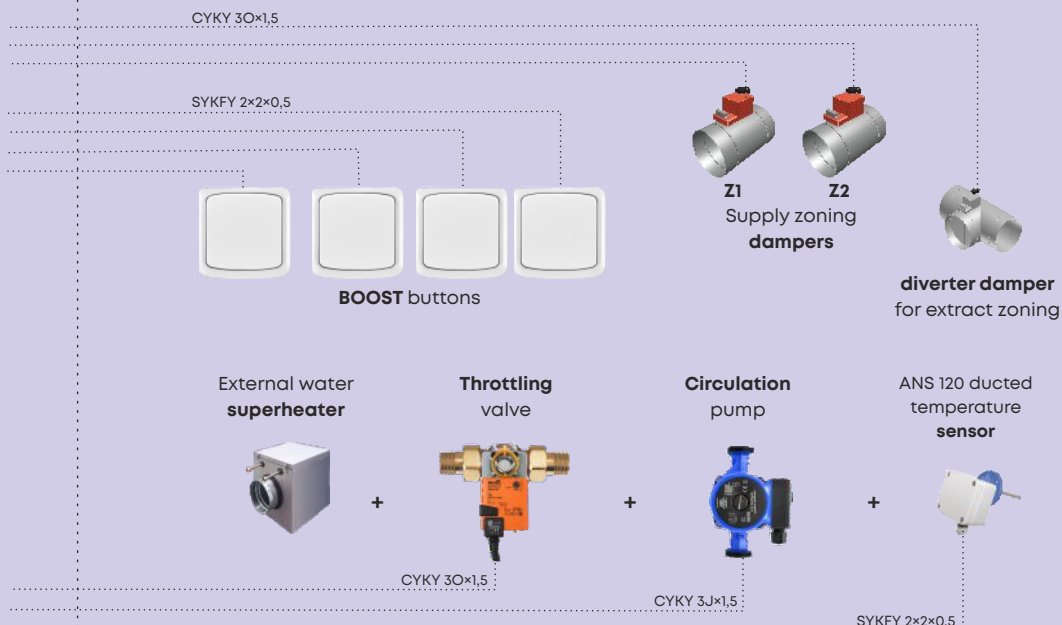 CYKY 3O×1,5
SYKFY 2×2×0,5
Z1
Z2
Supply zoning
dampers
diverter damper
for extract zoning
BOOST buttons
External water
superheater
Throttling
valve
Circulation
pump
ANS 120 ducted
temperature
sensor
+
+
+
CYKY 3O×1,5
CYKY 3J×1,5
SYKFY 2×2×0,5